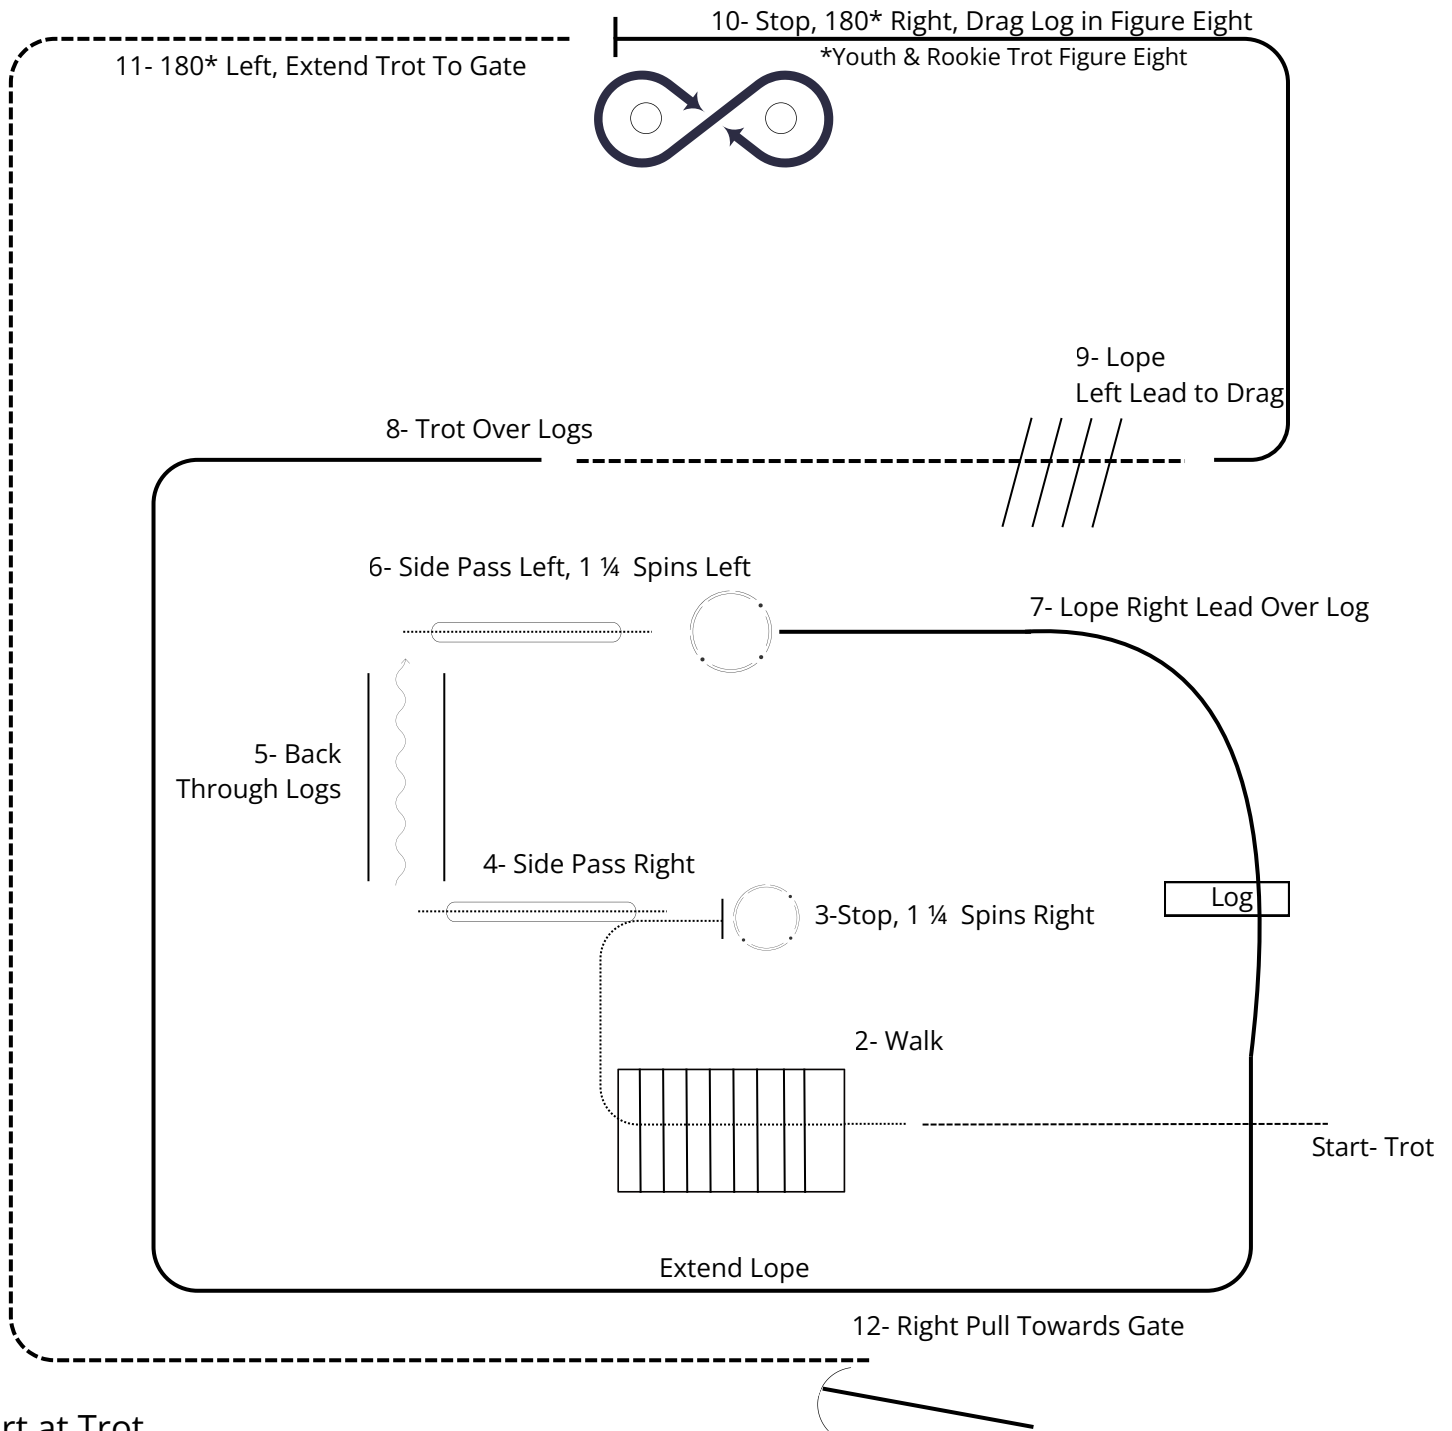 10- Stop, 180* Right, Drag Log in Figure Eight
*Youth & Rookie Trot Figure Eight
11- 180* Left, Extend Trot To Gate
9- Lope
Left Lead to Drag
8- Trot Over Logs
6- Side Pass Left, 1 ¼ Spins Left
7- Lope Right Lead Over Log
5- Back
Through Logs
4- Side Pass Right
Log
3-Stop, 1 ¼ Spins Right
2- Walk
Start- Trot
Extend Lope
12- Right Pull Towards Gate
at Trot